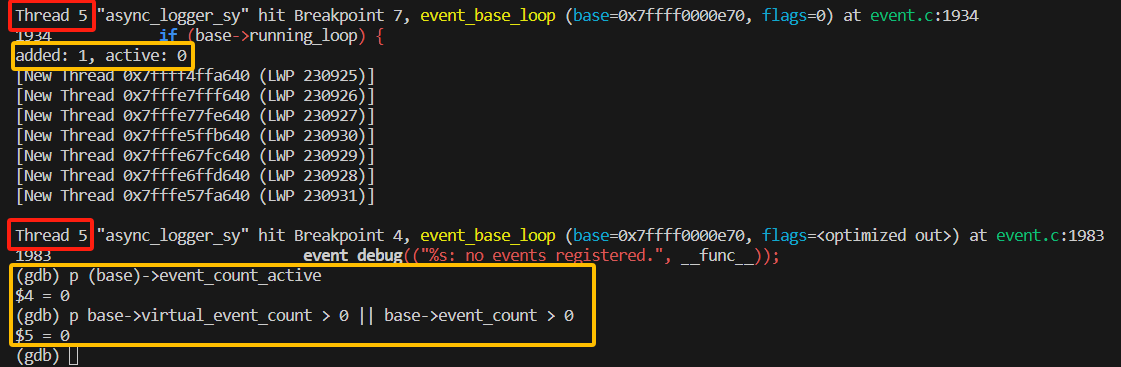 Thread 5 "async_logger_sy" hit Breakpoint 7, event_base_loop (base=0x7ffff0000e70, flags=0) at event.c:1934
1934 if (base->running_loop) {
added: 1, active: 0
[New Thread 0x7ffff4ffa640 (LWP 230925)]
[New Thread 0x7fffe7fff640 (LWP 230926)]
[New Thread 0x7fffe77fe640 (LWP 230927)]
[New Thread 0x7fffe5ffb640 (LWP 230930)]
[New Thread 0x7fffe67fc640 (LWP 230929)]
[New Thread 0x7fffe6ffd640 (LWP 230928)]
[New Thread 0x7fffe57fa640 (LWP 230931)]
Thread 5 "async_logger_sy" hit Breakpoint 4, event_base_loop (base=0x7ffff0000e70, flags=<optimized out>) at event.c:1983
1983 event_debug(("%s: no events registered.", __func__));
(gdb) p (base)->event_count_active
$4 = 0
(gdb) p base->virtual_event_count > 0 || base->event_count > 0
$5 = 0
(gdb)